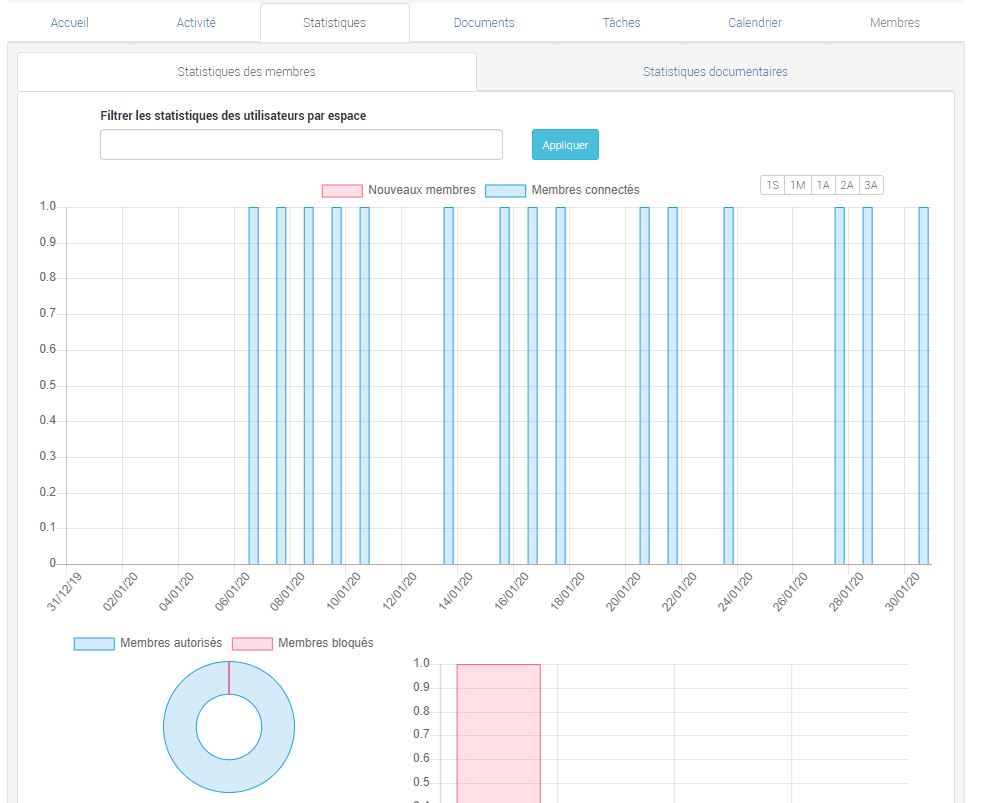 Accueil Activité Statistiques Documents Tâches Calendrier Membres
Statistiques des membres Statistiques documentaires
Filtrer les statistiques des utilisateurs par espace
Appliquer
Nouveaux membres Membres connectés 1S 1M 1A 2A 3A
1.0
0.9
0.8
0.7
0.6
0.5
0.4
0.3
0.2
0.1
0
31/12/19 02/01/20 04/01/20 06/01/20 08/01/20 10/01/20 12/01/20 14/01/20 16/01/20 18/01/20 20/01/20 22/01/20 24/01/20 26/01/20 28/01/20 30/01/20
Membres autorisés Membres bloqués
1.0
0.9
0.8
0.7
0.6
0.5